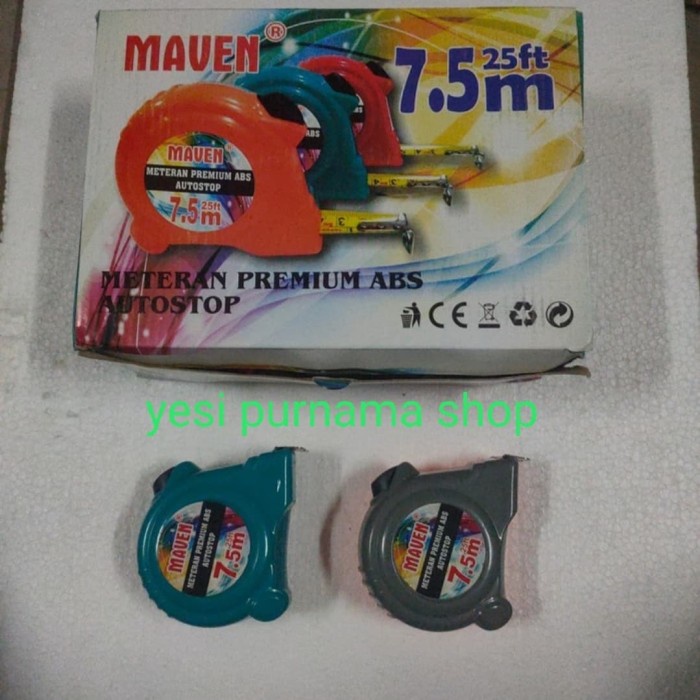 MAVEN®
7.5m 25ft
ABS
MAVEN
METERAN PREMIUM ABS
AUTOSTOP
7.5m 25ft
METERAN PREMIUM ABS
AUTOSTOP
CE
yesi purnama shop
MAVEN
METERAN PREMIUM ABS
AUTOSTOP
7.5m
MAVEN
METERAN PREMIUM ABS
AUTOSTOP
7.5m